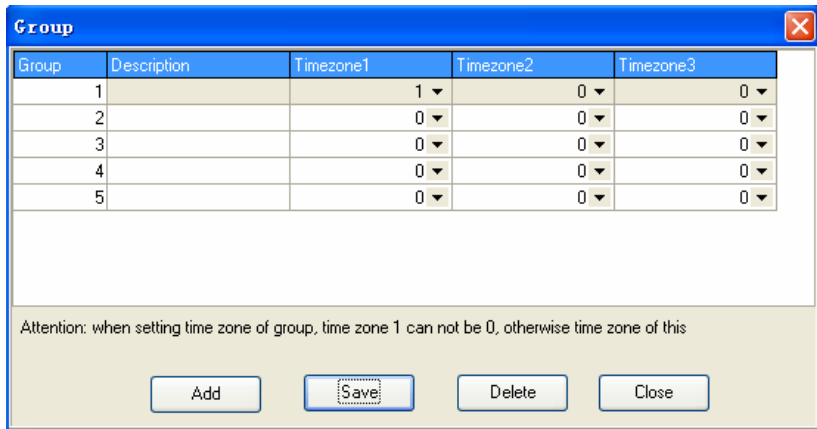 Group
Group Description Timezone1 Timezone2 Timezone3
1 1 0 0
2 0 0 0
3 0 0 0
4 0 0 0
5 0 0 0
Attention: when setting time zone of group, time zone 1 can not be 0, otherwise time zone of this
Add Save Delete Close